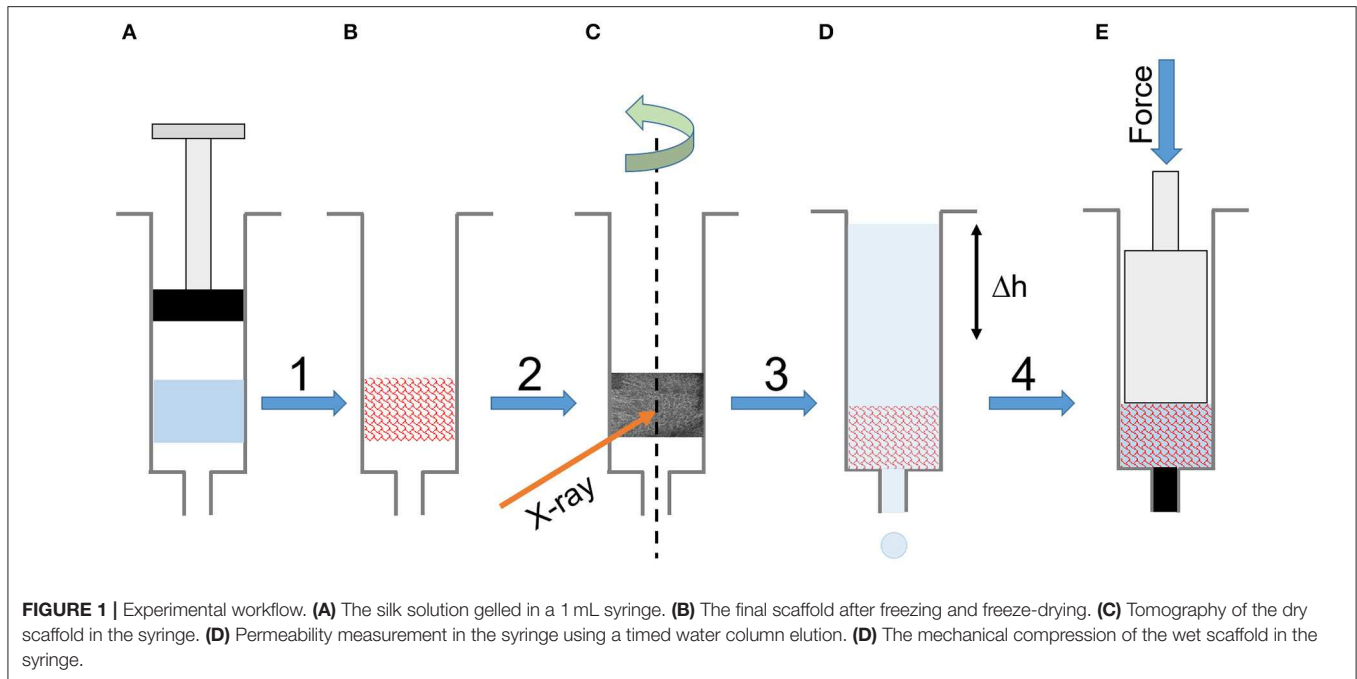 A B C D E
Force
Δh
1 2 3 4
X-ray
FIGURE 1 | Experimental workflow. (A) The silk solution gelled in a 1 mL syringe. (B) The final scaffold after freezing and freeze-drying. (C) Tomography of the dry
scaffold in the syringe. (D) Permeability measurement in the syringe using a timed water column elution. (D) The mechanical compression of the wet scaffold in the
syringe.